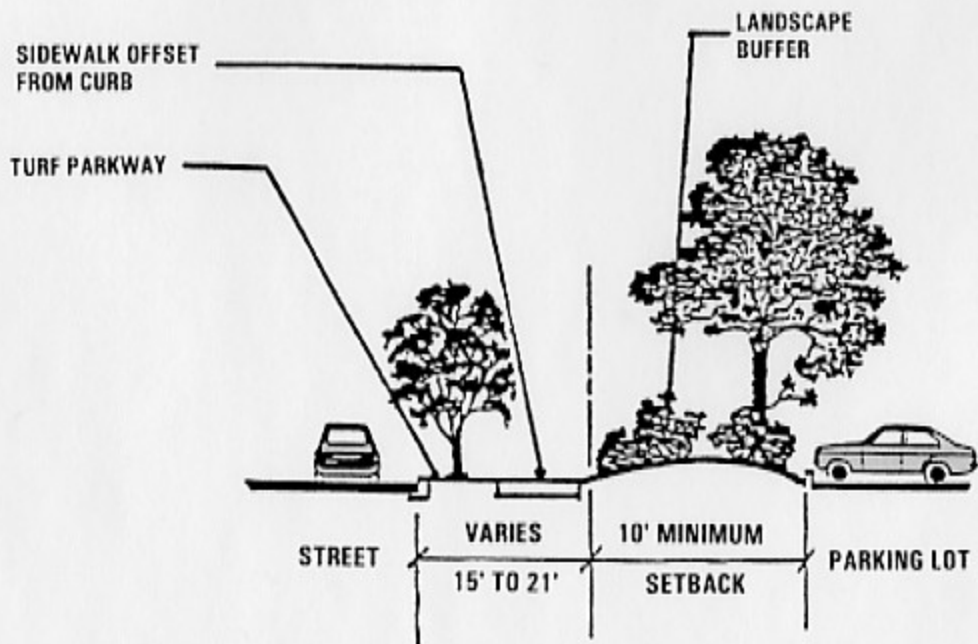 LANDSCAPE
BUFFER
SIDEWALK OFFSET
FROM CURB
TURF PARKWAY
STREET
VARIES
15' TO 21'
10' MINIMUM
SETBACK
PARKING LOT